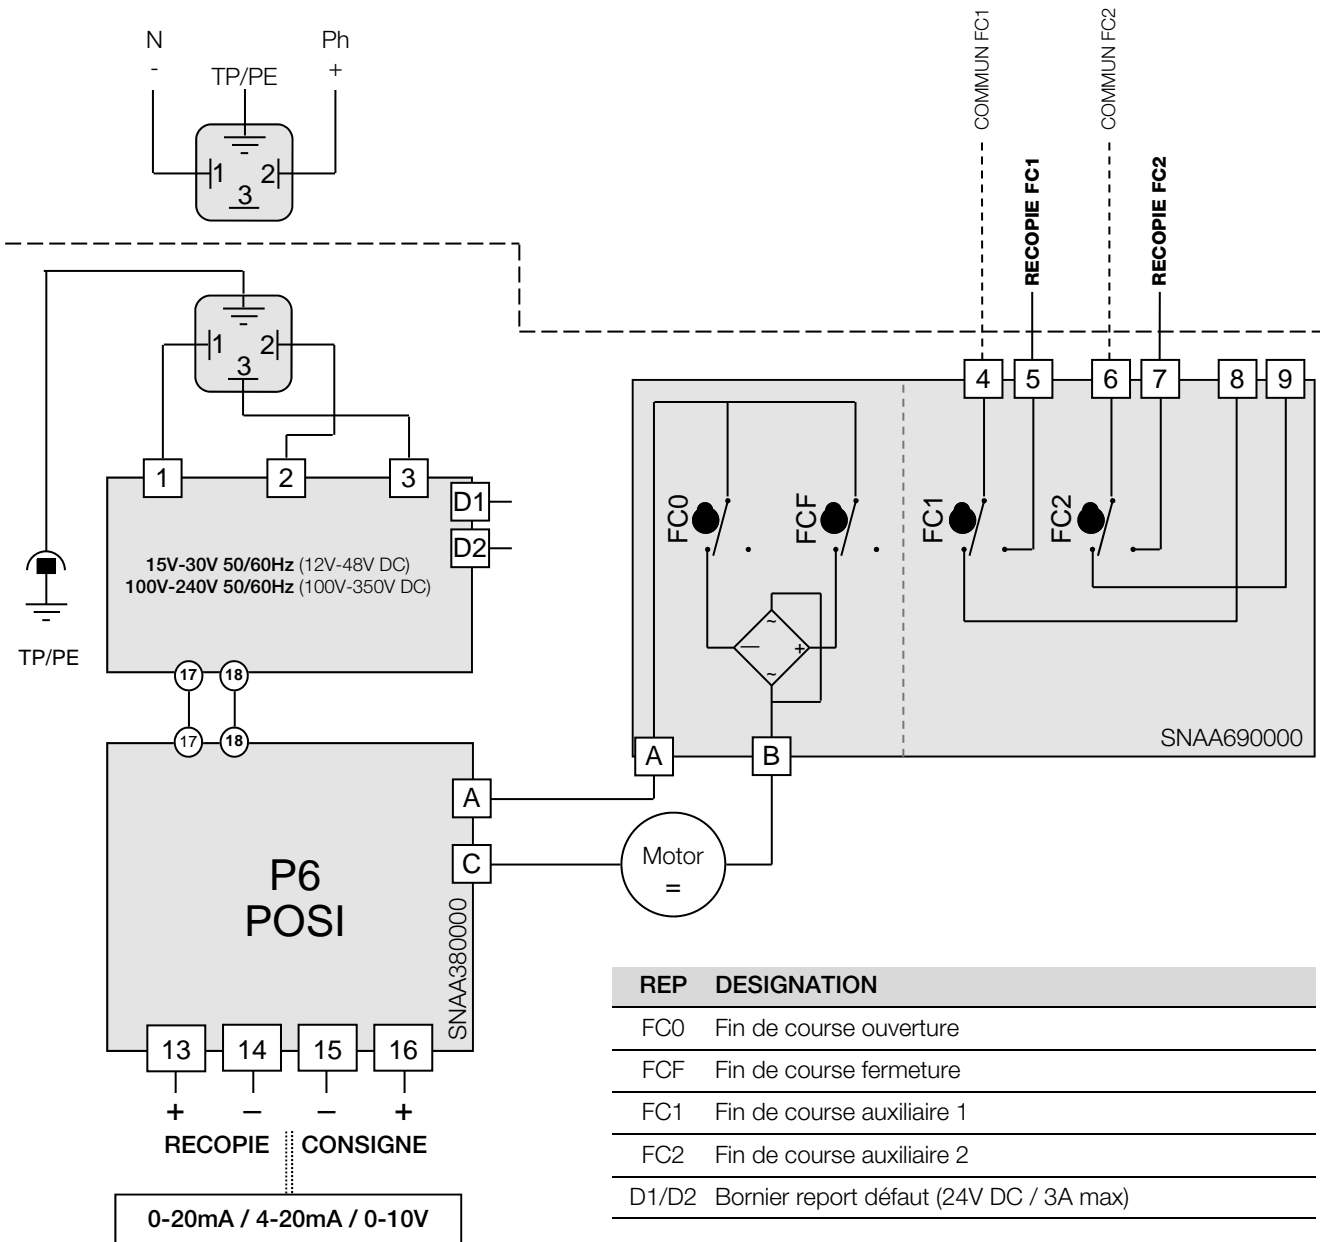 N
Ph
-
TP/PE
+
1
2
3
COMMUN FC1
RECOPIE FC1
COMMUN FC2
RECOPIE FC2
1
2
3
1
2
3
D1
D2
15V-30V 50/60Hz (12V-48V DC)
100V-240V 50/60Hz (100V-350V DC)
TP/PE
17
18
17
18
4
5
6
7
8
9
FC0
FCF
FC1
FC2
~
—
+
~
SNAA690000
A
B
A
C
Motor
=
P6
POSI
SNAA380000
13
14
15
16
+
–
–
+
RECOPIE
CONSIGNE
0-20mA / 4-20mA / 0-10V
REP DESIGNATION
FC0 Fin de course ouverture
FCF Fin de course fermeture
FC1 Fin de course auxiliaire 1
FC2 Fin de course auxiliaire 2
D1/D2 Bornier report défaut (24V DC / 3A max)